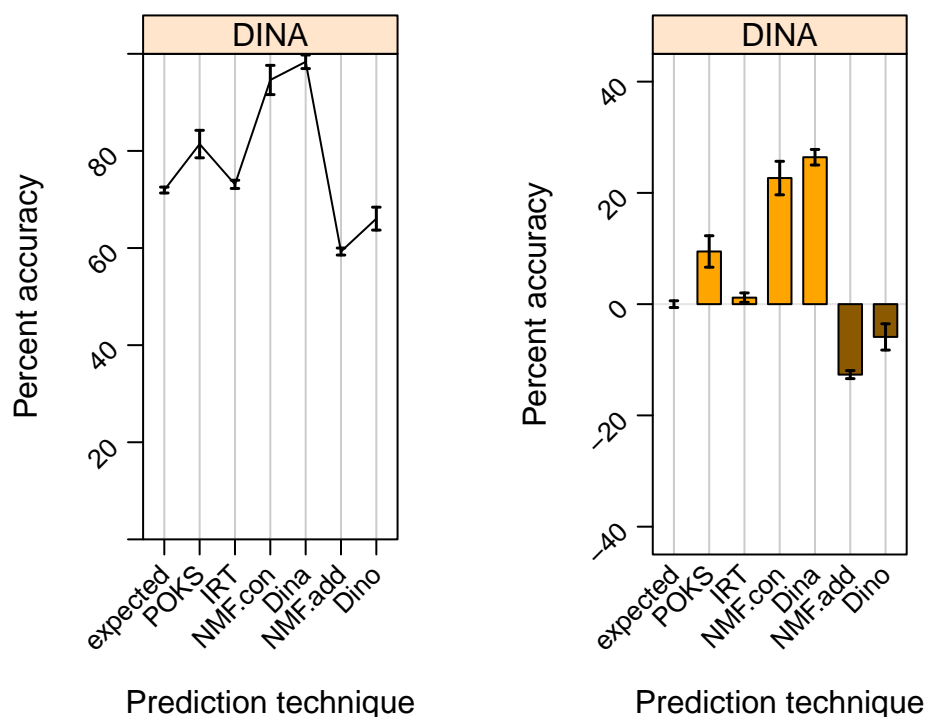 DINA
Percent accuracy
80
60
40
20
expected
POKS
IRT
NMF.con
Dina
NMF.add
Dino
Prediction technique
DINA
Percent accuracy
40
20
0
−20
−40
expected
POKS
IRT
NMF.con
Dina
NMF.add
Dino
Prediction technique